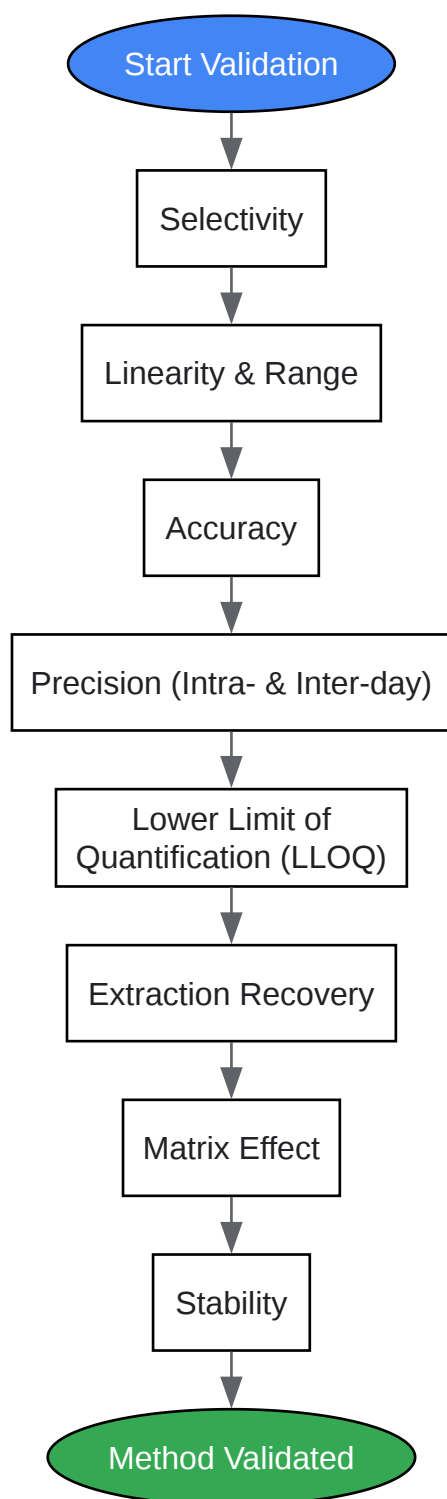 Start Validation
Selectivity
Linearity & Range
Accuracy
Precision (Intra- & Inter-day)
Lower Limit of
Quantification (LLOQ)
Extraction Recovery
Matrix Effect
Stability
Method Validated